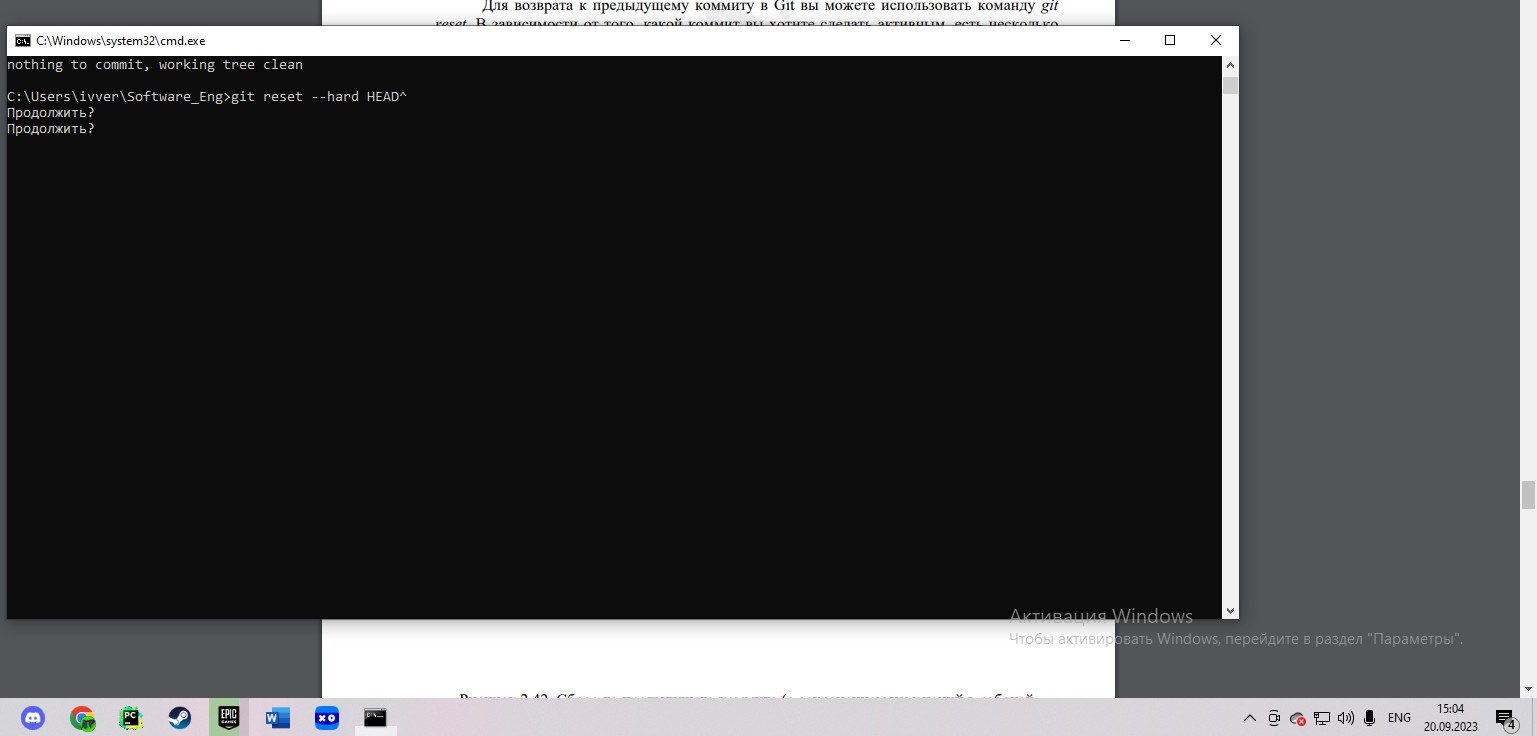 Для возврата к предыдущему коммиту в Git вы можете использовать команду git
reset. В зависимости от того, какой коммит вы хотите сделать активным, есть несколько
C:\Windows\system32\cmd.exe
nothing to commit, working tree clean
C:\Users\ivver\Software_Eng>git reset --hard HEAD^
Продолжить?
Продолжить?
Активация Windows
Чтобы активировать Windows, перейдите в раздел "Параметры".
PC
EPIC
GAMES
W
XO
ENG
15:04
20.09.2023
4